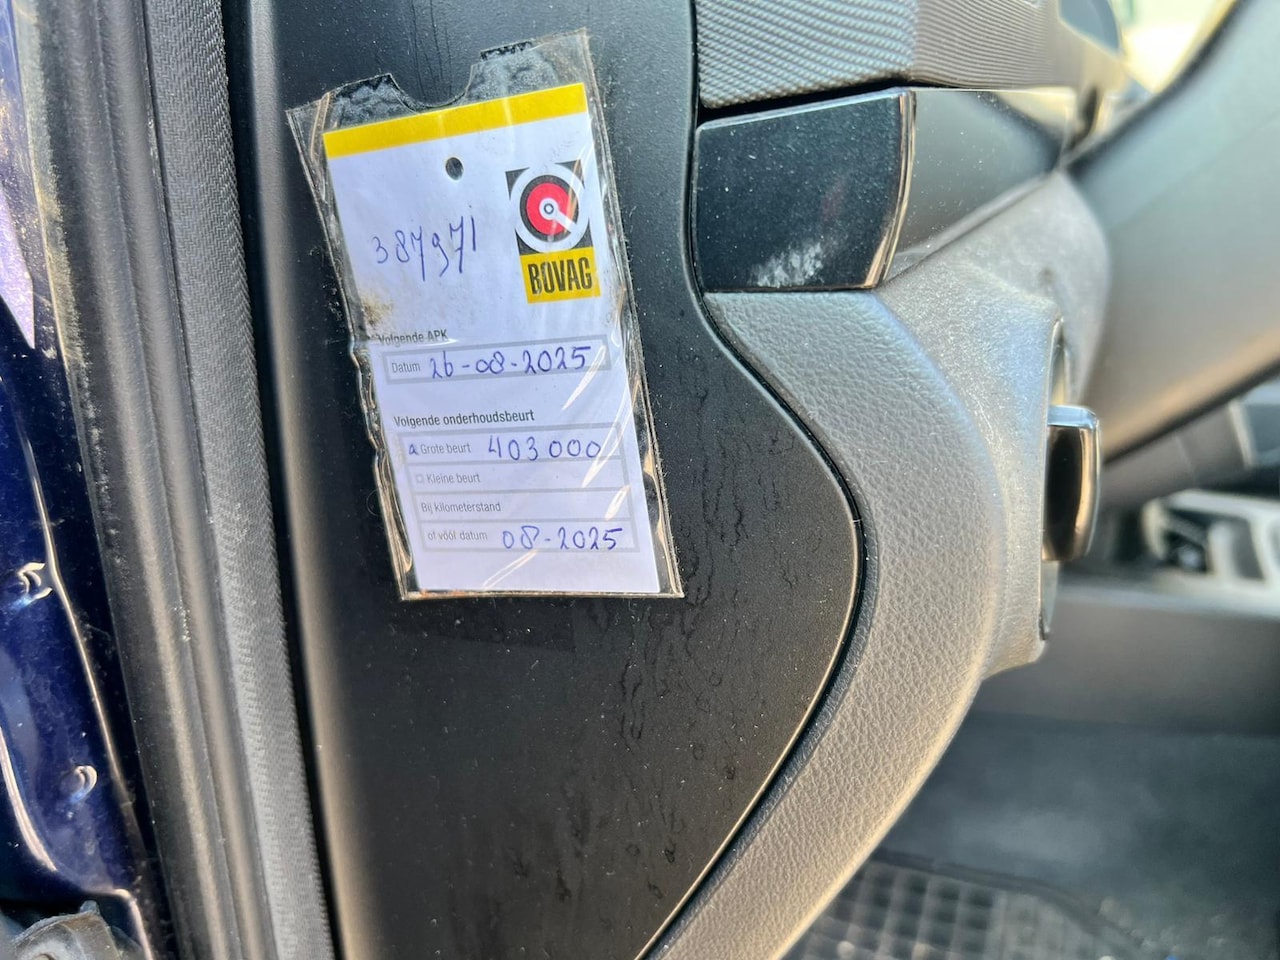 387971
BOVAG
Volgende APK
Datum 26-08-2025
Volgende onderhoudsbeurt
Grote beurt 403000
Kleine beurt
Bij kilometerstand
of vóór datum 08-2025